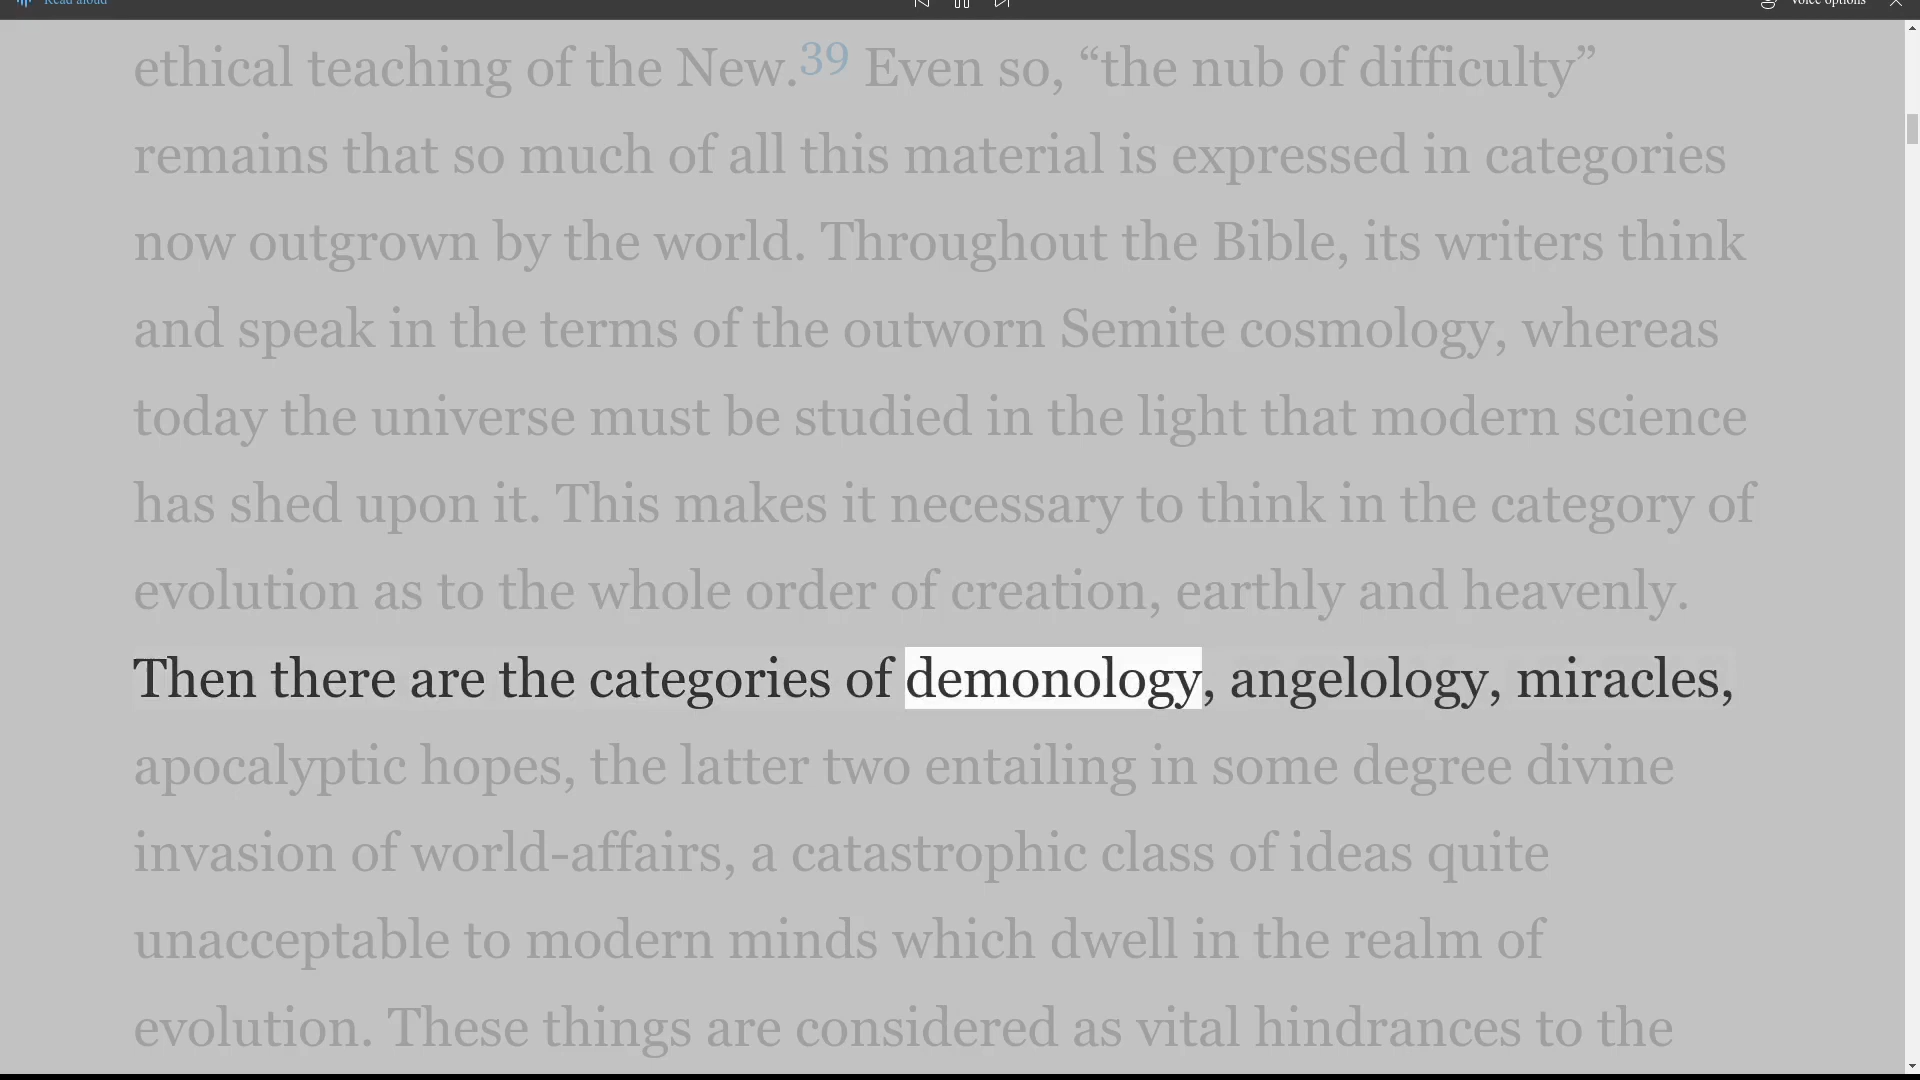 Read aloud
Voice options
ethical teaching of the New.39 Even so, “the nub of difficulty”
remains that so much of all this material is expressed in categories
now outgrown by the world. Throughout the Bible, its writers think
and speak in the terms of the outworn Semite cosmology, whereas
today the universe must be studied in the light that modern science
has shed upon it. This makes it necessary to think in the category of
evolution as to the whole order of creation, earthly and heavenly.
Then there are the categories of demonology, angelology, miracles,
apocalyptic hopes, the latter two entailing in some degree divine
invasion of world-affairs, a catastrophic class of ideas quite
unacceptable to modern minds which dwell in the realm of
evolution. These things are considered as vital hindrances to the